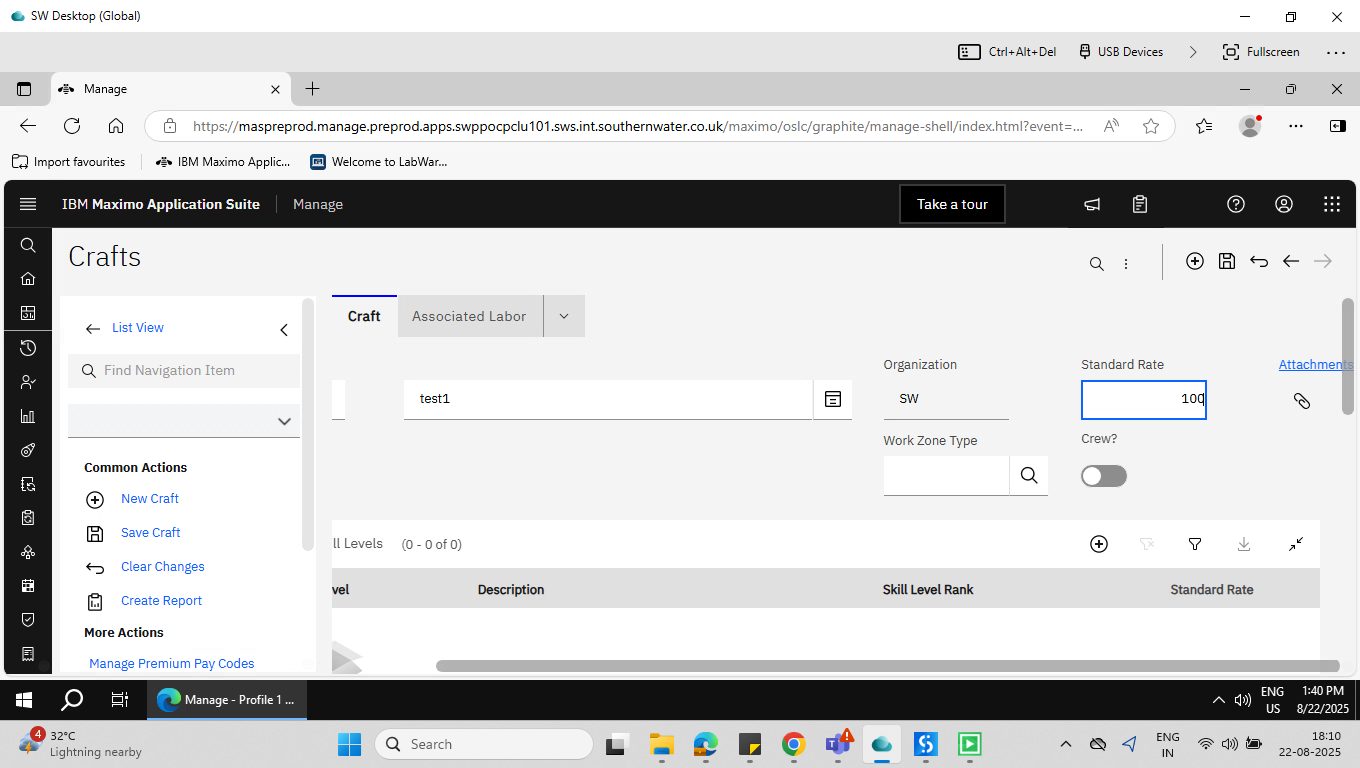 SW Desktop (Global)
Ctrl+Alt+Del
USB Devices
Fullscreen
Manage
https://maspreprod.manage.preprod.apps.swppocpclu101.sws.int.southernwater.co.uk/maximo/oslc/graphite/manage-shell/index.html?event=...
Import favourites
IBM Maximo Applic...
Welcome to LabWar...
IBM Maximo Application Suite
Manage
Take a tour
Crafts
List View
Find Navigation Item
Common Actions
New Craft
Save Craft
Clear Changes
Create Report
More Actions
Manage Premium Pay Codes
Craft
Associated Labor
test1
Organization
SW
Standard Rate
100
Attachments
Work Zone Type
Crew?
ll Levels (0 - 0 of 0)
vel Description Skill Level Rank Standard Rate
Manage - Profile 1 ...
ENG
US
1:40 PM
8/22/2025
4
32°C
Lightning nearby
Search
ENG
IN
18:10
22-08-2025